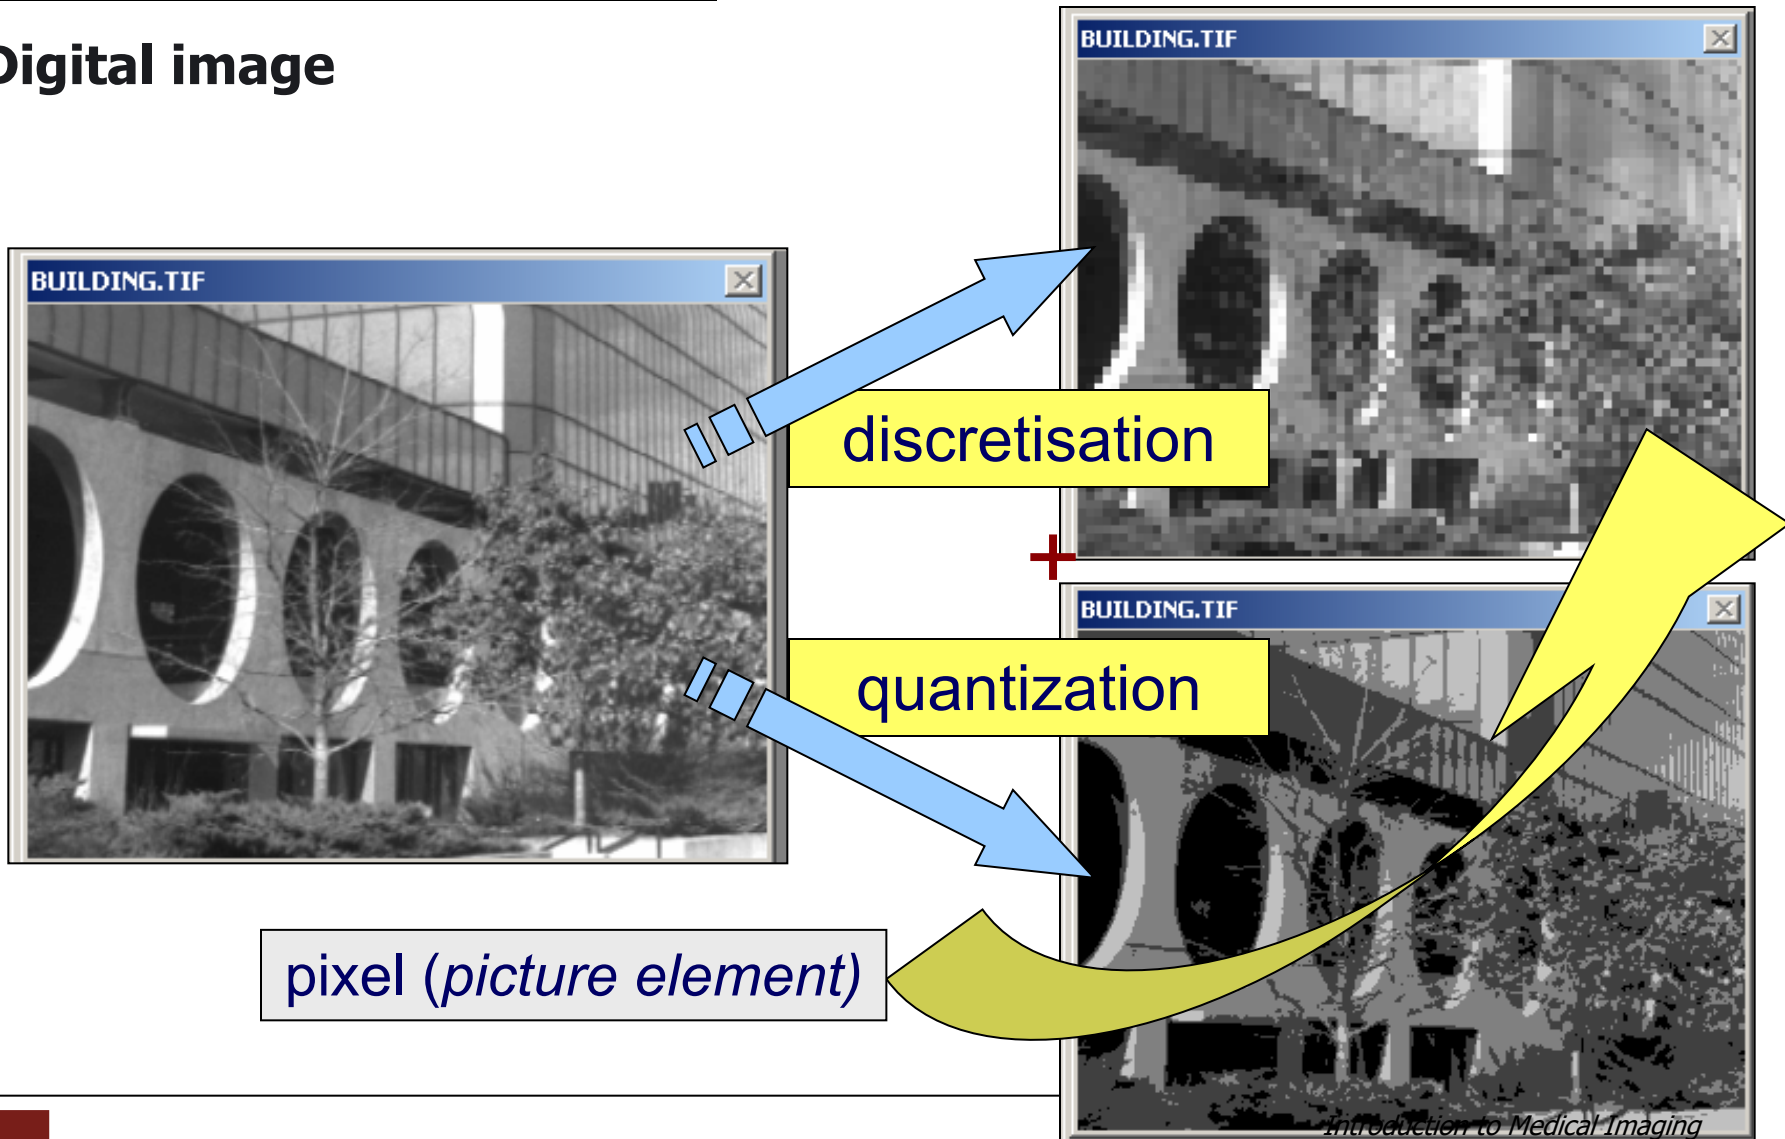 Digital image
BUILDING.TIF
BUILDING.TIF
discretisation
+
BUILDING.TIF
quantization
pixel (picture element)
Introduction to Medical Imaging